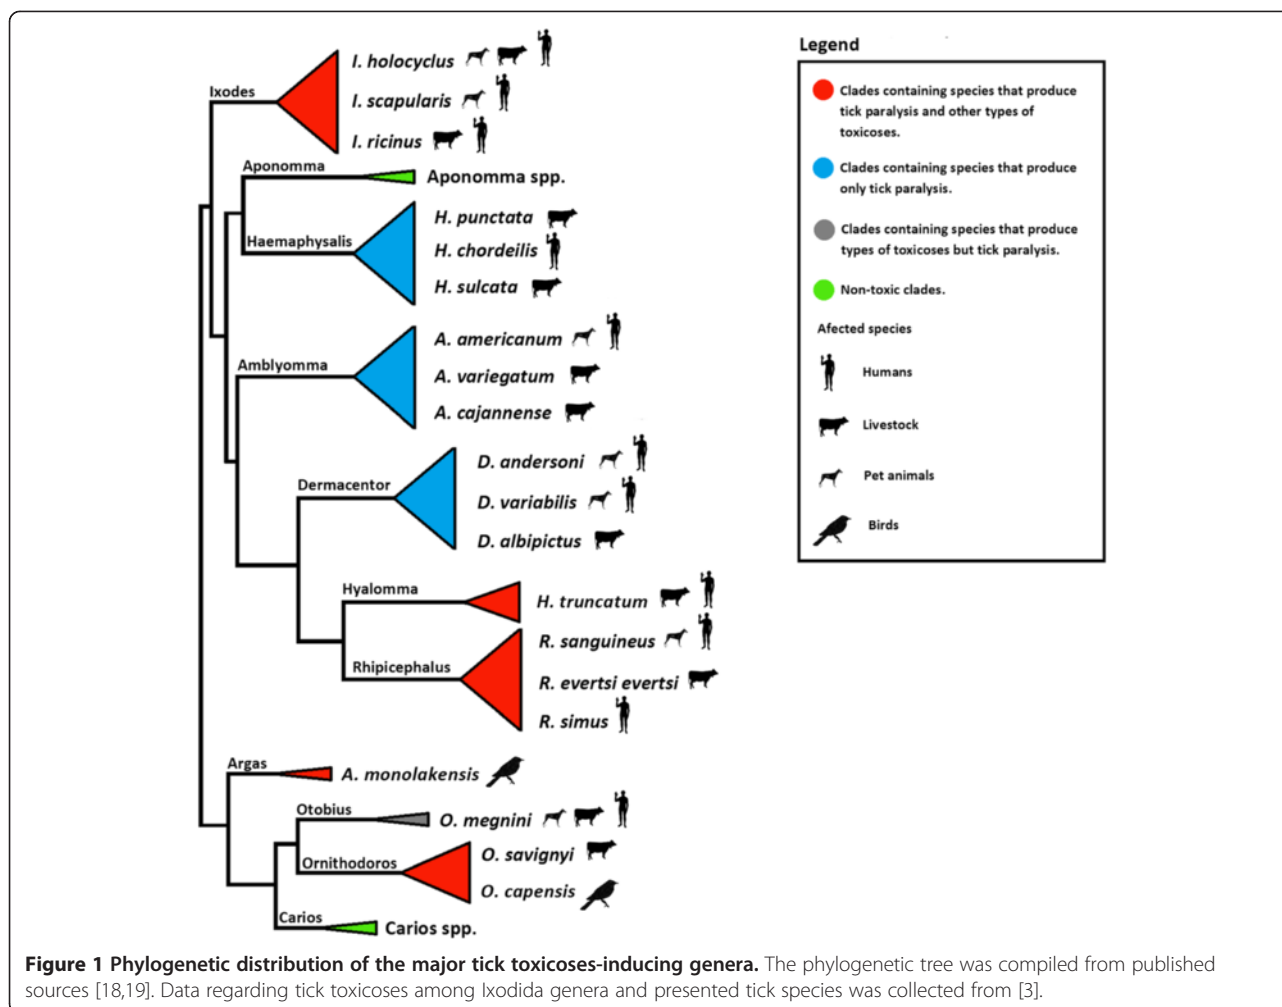 Legend
Clades containing species that produce
tick paralysis and other types of
toxicoses.
Clades containing species that produce
only tick paralysis.
Clades containing species that produce
types of toxicoses but tick paralysis.
Non-toxic clades.
Afected species
Humans
Livestock
Pet animals
Birds
Ixodes
I. holocyclus
I. scapularis
I. ricinus
Aponomma
Aponomma spp.
Haemaphysalis
H. punctata
H. chordeilis
H. sulcata
Amblyomma
A. americanum
A. variegatum
A. cajannense
Dermacentor
D. andersoni
D. variabilis
D. albipictus
Hyalomma
H. truncatum
Rhipicephalus
R. sanguineus
R. evertsi evertsi
R. simus
Argas
A. monolakensis
Otobius
O. megnini
Ornithodoros
O. savignyi
O. capensis
Carios
Carios spp.
Figure 1 Phylogenetic distribution of the major tick toxicoses-inducing genera. The phylogenetic tree was compiled from published
sources [18,19]. Data regarding tick toxicoses among Ixodida genera and presented tick species was collected from [3].